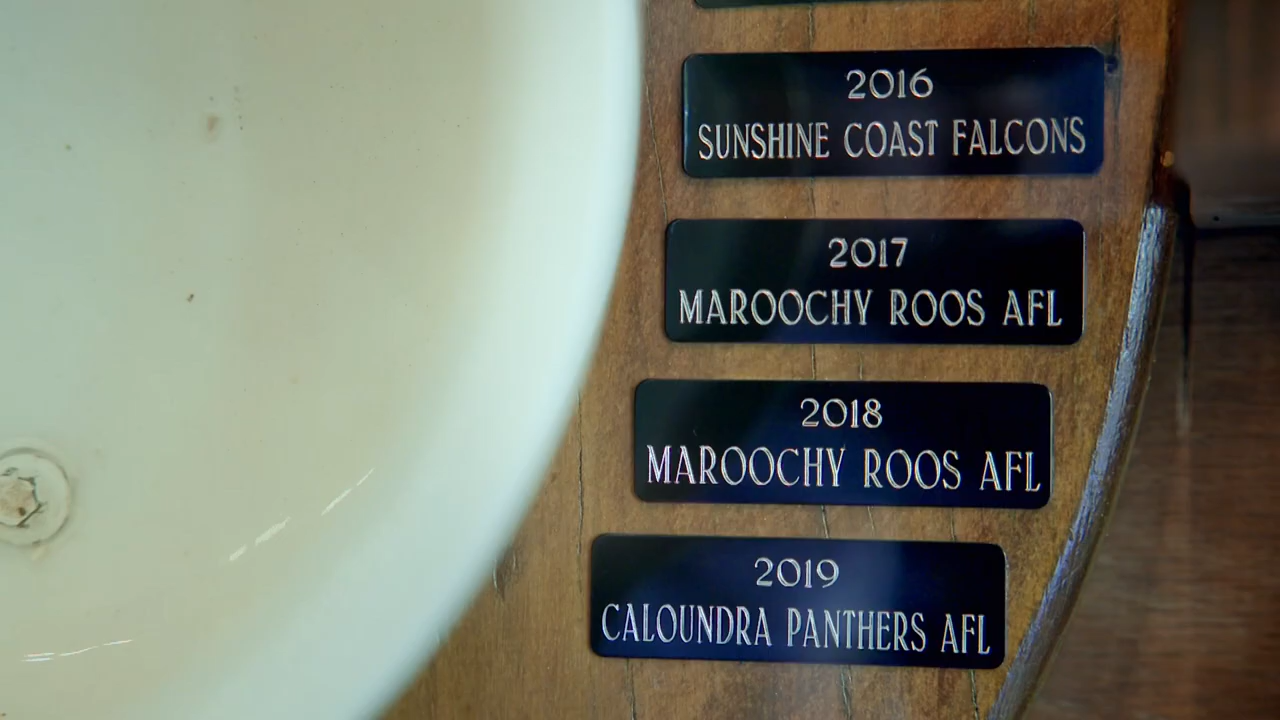 2016
SUNSHINE COAST FALCONS
2017
MAROOCHY ROOS AFL
2018
MAROOCHY ROOS AFL
2019
CALOUNDRA PANTHERS AFL